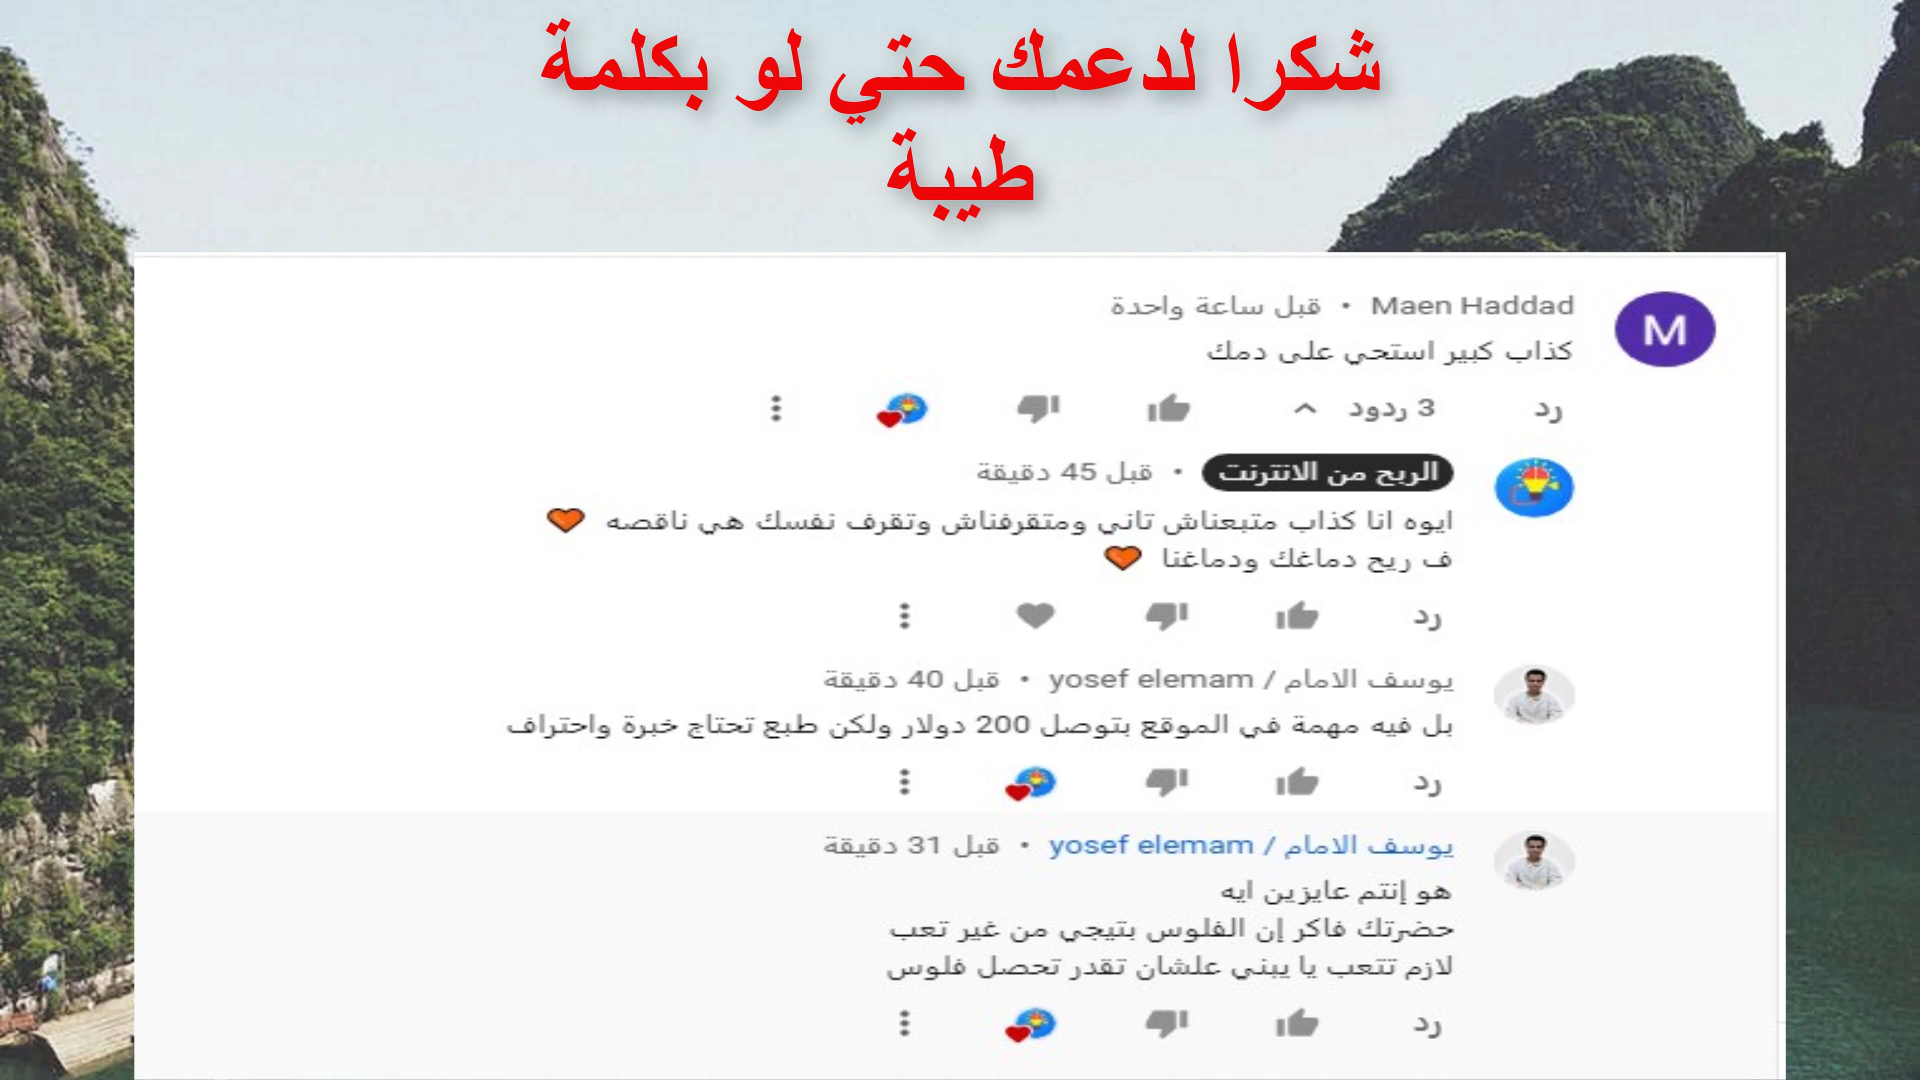 شكرا لدعمك حتي لو بكلمة
طيبة
M
Maen Haddad • قبل ساعة واحدة
كذاب كبير استحي على دمك
رد 3 ردود
الربح من الانترنت • قبل 45 دقيقة
ايوه انا كذاب متبعناش تاني ومتقرفناش وتقرف نفسك هي ناقصه 🧡
ف ريح دماغك ودماغنا 🧡
رد
يوسف الامام / yosef elemam • قبل 40 دقيقة
بل فيه مهمة في الموقع بتوصل 200 دولار ولكن طبع تحتاج خبرة واحتراف
رد
يوسف الامام / yosef elemam • قبل 31 دقيقة
هو إنتم عايزين ايه
حضرتك فاكر إن الفلوس بتيجي من غير تعب
لازم تتعب يا يبني علشان تقدر تحصل فلوس
رد